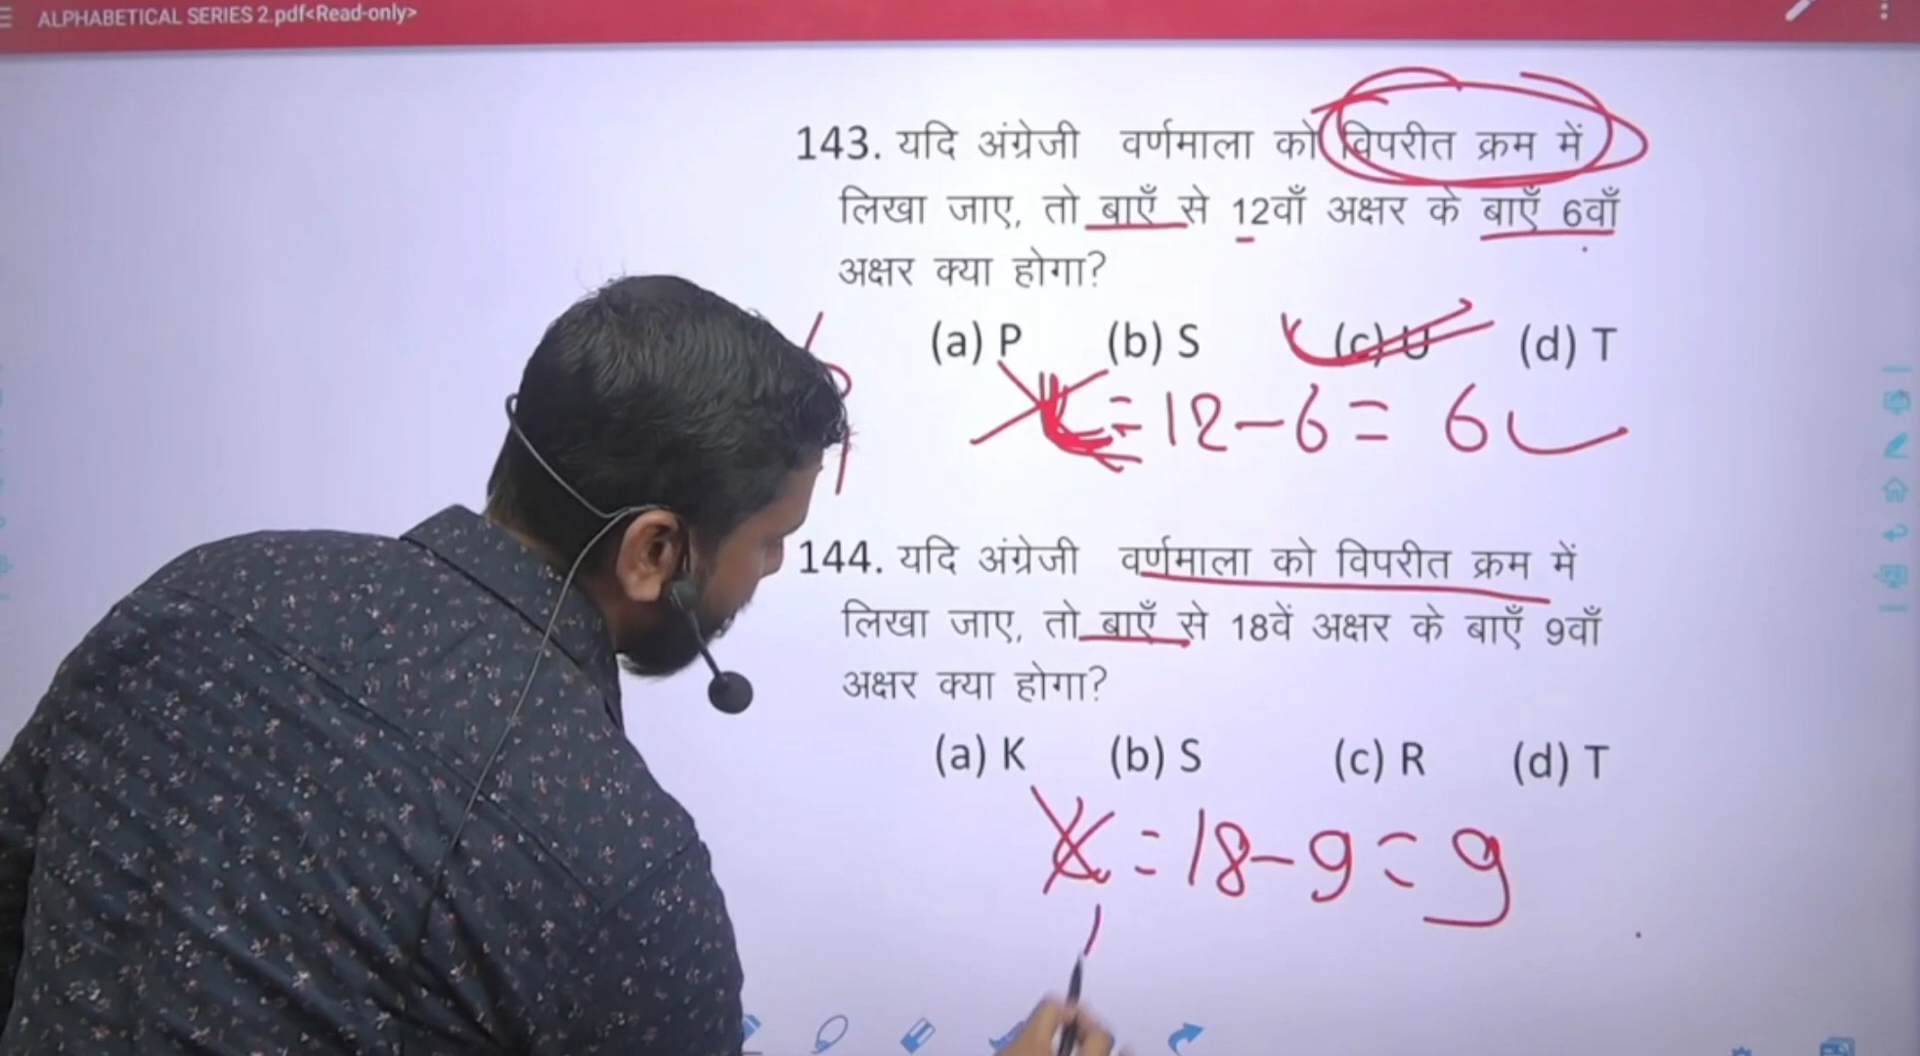 ALPHABETICAL SERIES 2.pdf<Read-only>
143. यदि अंग्रेजी वर्णमाला को विपरीत क्रम में
लिखा जाए, तो बाएँ से 12वाँ अक्षर के बाएँ 6वाँ
अक्षर क्या होगा?
(a) P (b) S (c) U (d) T
= 12-6 = 6
144. यदि अंग्रेजी वर्णमाला को विपरीत क्रम में
लिखा जाए, तो बाएँ से 18वें अक्षर के बाएँ 9वाँ
अक्षर क्या होगा?
(a) K (b) S (c) R (d) T
= 18-9 = 9